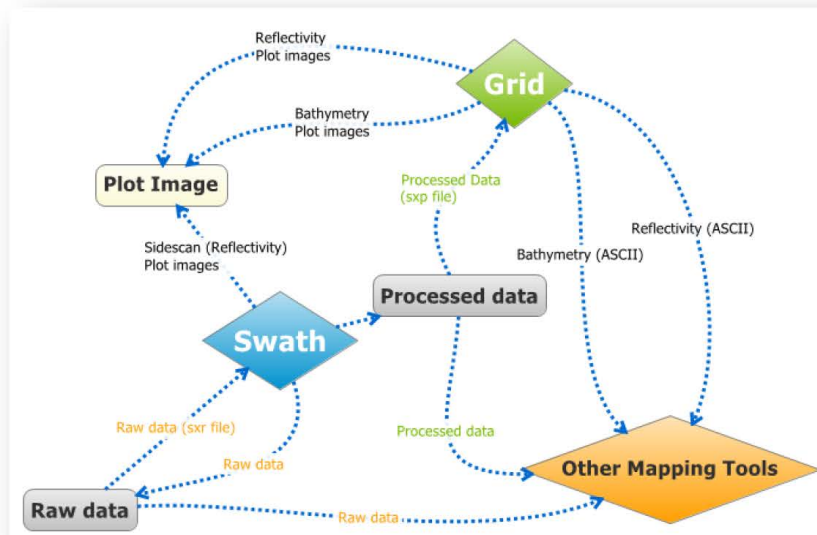 Reflectivity
Plot images
Grid
Bathymetry
Plot images
Plot Image
Processed Data
(sxp file)
Reflectivity (ASCII)
Sidescan (Reflectivity)
Plot images
Bathymetry (ASCII)
Processed data
Swath
Raw data (sxr file)
Processed data
Raw data
Other Mapping Tools
Raw data
Raw data